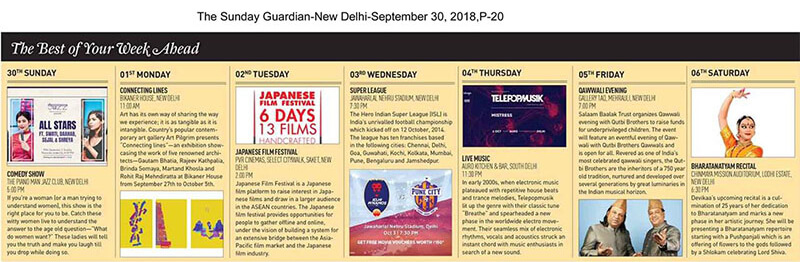 The Sunday Guardian-New Delhi-September 30, 2018,P-20
The Best of Your Week Ahead
30TH SUNDAY
ALL STARS
COMEDY SHOW
THE PIANO MAN JAZZ CLUB, NEW DELHI
5.00 PM
If you're a woman (or a man trying to
understand women), this show is the
right place for you to be. Catch these
witty women live to understand the
answer to the age old question—"What
do women want?" These ladies will tell
you the truth and make you laugh till
you drop while doing so.
01ST MONDAY
CONNECTING LINES
BIKANER HOUSE, NEW DELHI
11.00 AM
Art has its own way of sharing the way
we experience; it is as tangible as it is
intangible. Country's popular contem-
porary art gallery Art Pilgrim presents
"Connecting lines"—an exhibition show-
casing the work of five renowned archi-
tects—Gautam Bhatia, Rajeev Kathpalia,
Brinda Somaya, Martand Khosla and
Rohit Raj Mehndiratta at Bikaner House
from September 27th to October 5th.
02ND TUESDAY
JAPANESE
FILM FESTIVAL
6 DAYS
13 FILMS
HANDCRAFTED
JAPANESE FILM FESTIVAL
PVR CINEMAS, SELECT CITYWALK, SAKET, NEW
DELHI
2.00 PM
Japanese Film Festival is a Japanese
film platform to raise interest in Japa-
nese films and draw in a larger audience
in the ASEAN countries. The Japanese
film festival provides opportunities for
people to gather offline and online,
under the vision of building a system for
an extensive bridge between the Asia-
Pacific film market and the Japanese
film industry.
03RD WEDNESDAY
SUPER LEAGUE
JAWAHARLAL NEHRU STADIUM, NEW DELHI
7.30 PM
The Hero Indian Super League (ISL) is
India's unrivalled football championship
which kicked off on 12 October, 2014.
The league has ten franchises based
in the following cities: Chennai, Delhi,
Goa, Guwahati, Kochi, Kolkata, Mumbai,
Pune, Bengaluru and Jamshedpur.
PUNE CITY
Jawaharlal Nehru Stadium, Delhi
Oct 3 | 7:30 PM
GET FREE MOVIE VOUCHERS WORTH
04TH THURSDAY
TELEPOPMUSIK
MISTRESS
LIVE MUSIC
AURO KITCHEN & BAR, SOUTH DELHI
11:30 PM
In early 2000s, when electronic music
plateaued with repetitive house beats
and trance melodies, Telepopmusik
lit up the genre with their classic tune
"Breathe" and spearheaded a new
phase in the worldwide electro move-
ment. Their seamless mix of electronic
rhythms, vocals and acoustics struck an
instant chord with music enthusiasts in
search of a new sound.
05TH FRIDAY
QAWWALI EVENING
GALLERY TAO, MEHRAULI, NEW DELHI
7.00 PM
Salaam Baalak Trust organizes Qawwali
evening with Qutbi Brothers to raise funds
for underprivileged children. The event
will feature an eventful evening of Qaw-
wali with Qutbi Brothers Qawwals and
is open for all. Revered as one of India's
most celebrated qawwali singers, the Qut-
bi Brothers are the inheritors of a 750 year
old tradition, nurtured and developed over
several generations by great luminaries in
the Indian musical horizon.
06TH SATURDAY
BHARATANATYAM RECITAL
CHINMAYA MISSION AUDITORIUM, LODHI ESTATE,
NEW DELHI
6:30 PM
Devikaa's upcoming recital is a cul-
mination of 25 years of her dedication
to Bharatanatyam and marks a new
phase in her artistic journey. She will be
presenting a Bharatanatyam repertoire
starting with a Pushpanjali which is an
offering of flowers to the gods followed
by a Shlokam celebrating Lord Shiva.